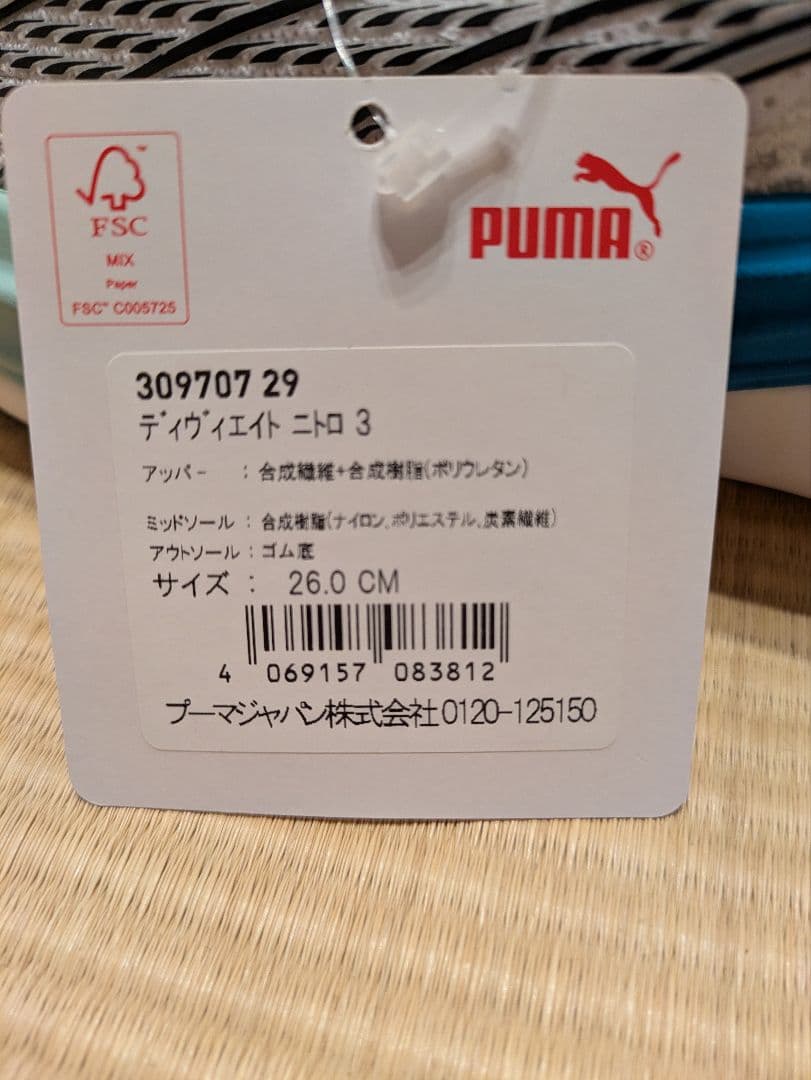 FSC
MIX
Paper
FSC™ C005725
PUMA®
309707 29
ディヴィエイト ニトロ 3
アッパー : 合成繊維+合成樹脂(ポリウレタン)
ミッドソール : 合成樹脂(ナイロン、ポリエステル、炭素繊維)
アウトソール : ゴム底
サイズ : 26.0 CM
4 069157 083812
プーマジャパン株式会社 0120-125150